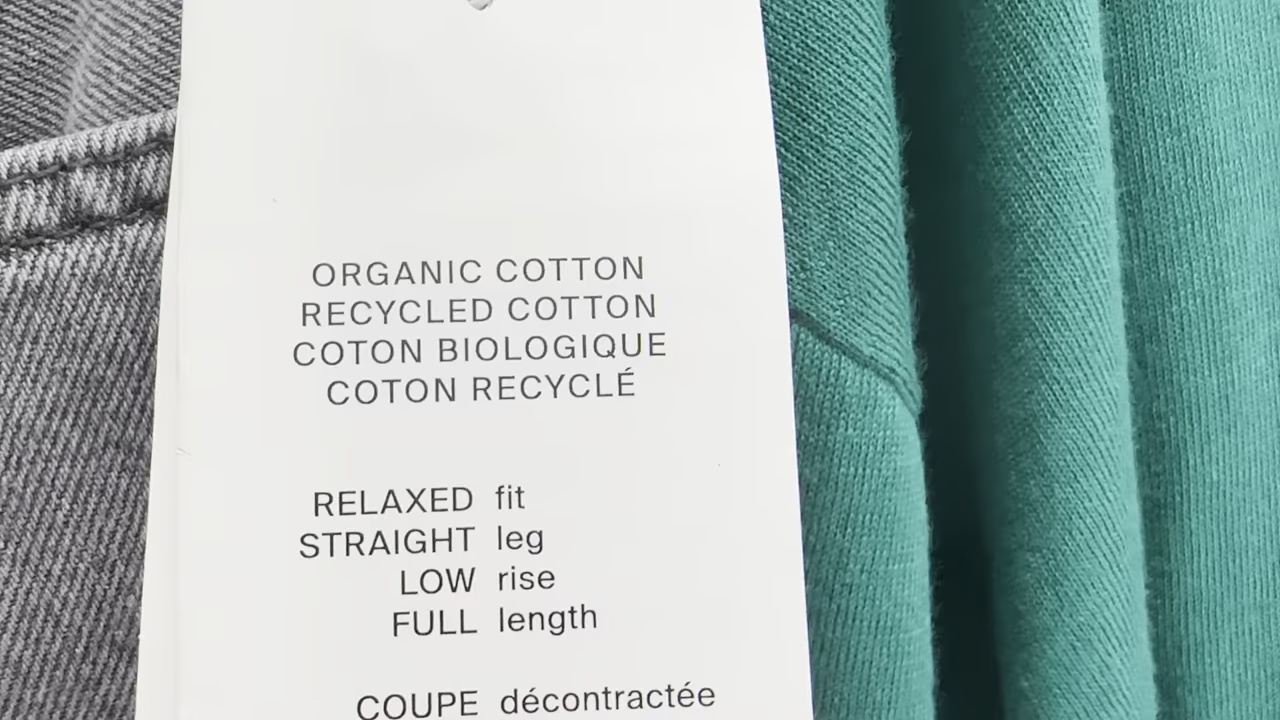 ORGANIC COTTON
RECYCLED COTTON
COTON BIOLOGIQUE
COTON RECYCLÉ
RELAXED fit
STRAIGHT leg
LOW rise
FULL length
COUPE décontractée